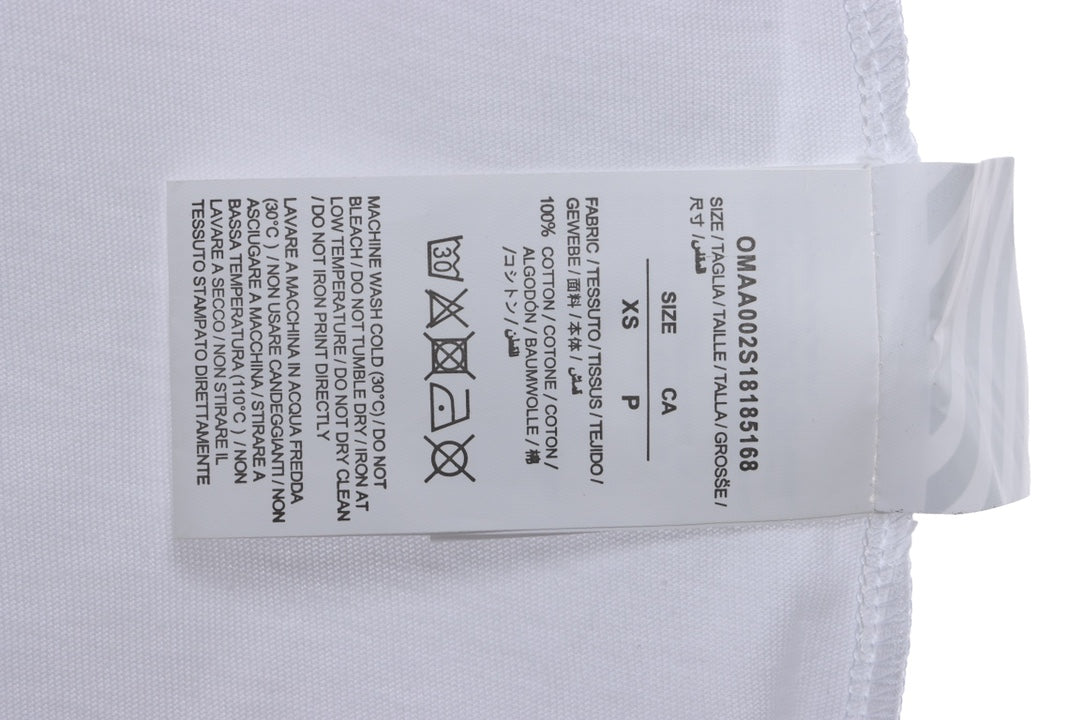 OMAA002S18185168
SIZE / TAGLIA / TAILLE / TALLA / GROSSE /
尺寸 / المقاس
SIZE CA
XS P
FABRIC / TESSUTO / TISSUS / TEJIDO /
GEWEBE / 面料 / 本体 / قماش
100% COTTON / COTONE / COTON /
ALGODÓN / BAUMWOLLE / 棉
/ コットン / القطن
30
MACHINE WASH COLD (30°C) / DO NOT
BLEACH / DO NOT TUMBLE DRY / IRON AT
LOW TEMPERATURE / DO NOT DRY CLEAN
/ DO NOT IRON PRINT DIRECTLY
LAVARE A MACCHINA IN ACQUA FREDDA
(30°C ) / NON USARE CANDEGGIANTI / NON
ASCIUGARE A MACCHINA / STIRARE A
BASSA TEMPERATURA (110°C ) / NON
LAVARE A SECCO / NON STIRARE IL
TESSUTO STAMPATO DIRETTAMENTE